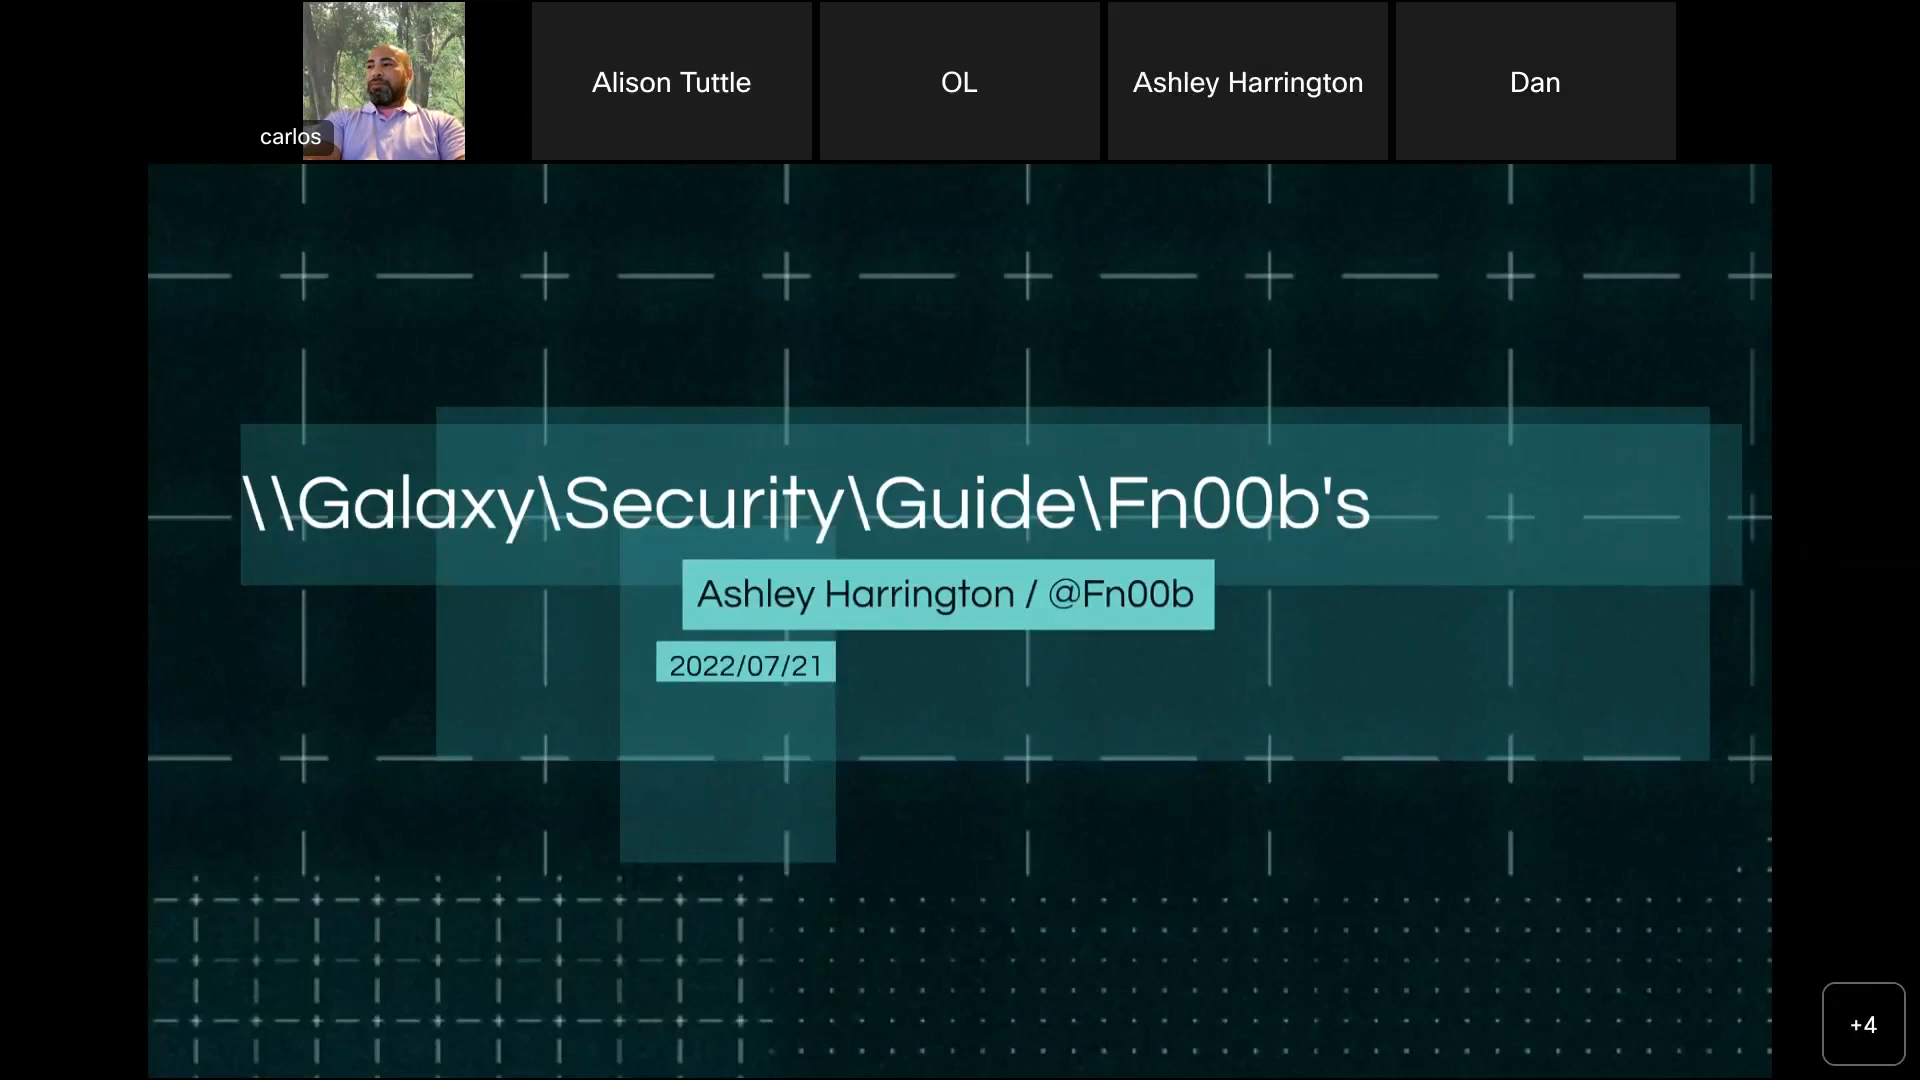 carlos
Alison Tuttle
OL
Ashley Harrington
Dan
\\Galaxy\Security\Guide\Fn00b's
Ashley Harrington / @Fn00b
2022/07/21
+4